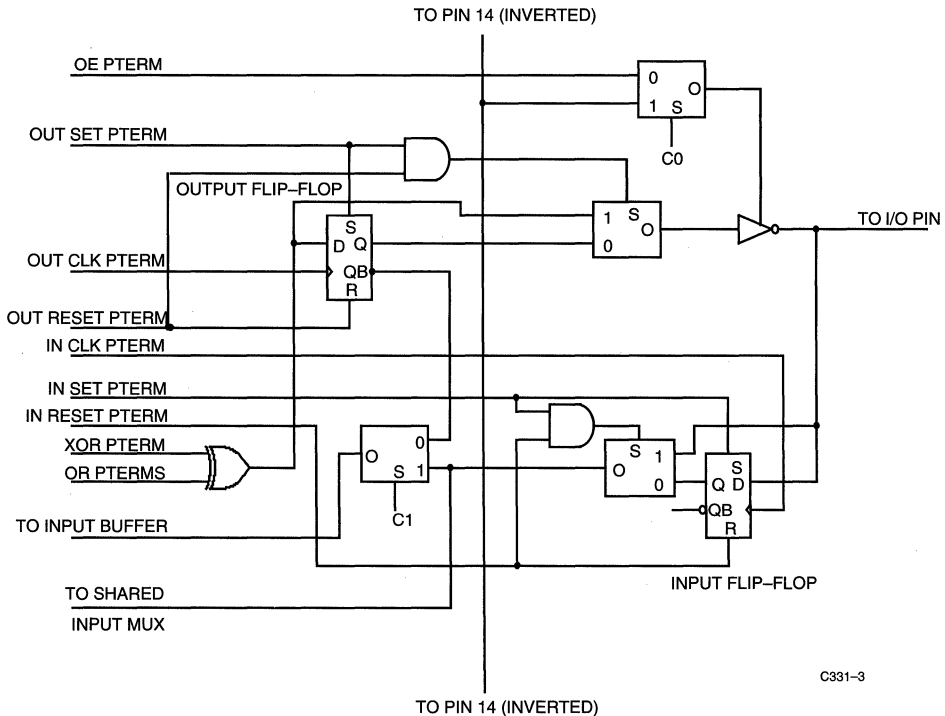 TO PIN 14 (INVERTED)
OE PTERM
0
O
1 S
C0
OUT SET PTERM
OUTPUT FLIP–FLOP
1 S
O
0
TO I/O PIN
S
D Q
OUT CLK PTERM
QB
R
OUT RESET PTERM
IN CLK PTERM
IN SET PTERM
IN RESET PTERM
XOR PTERM
OR PTERMS
0
O
S 1
C1
S 1
O
0
S
Q D
QB
R
TO INPUT BUFFER
INPUT FLIP–FLOP
TO SHARED
INPUT MUX
C331–3
TO PIN 14 (INVERTED)